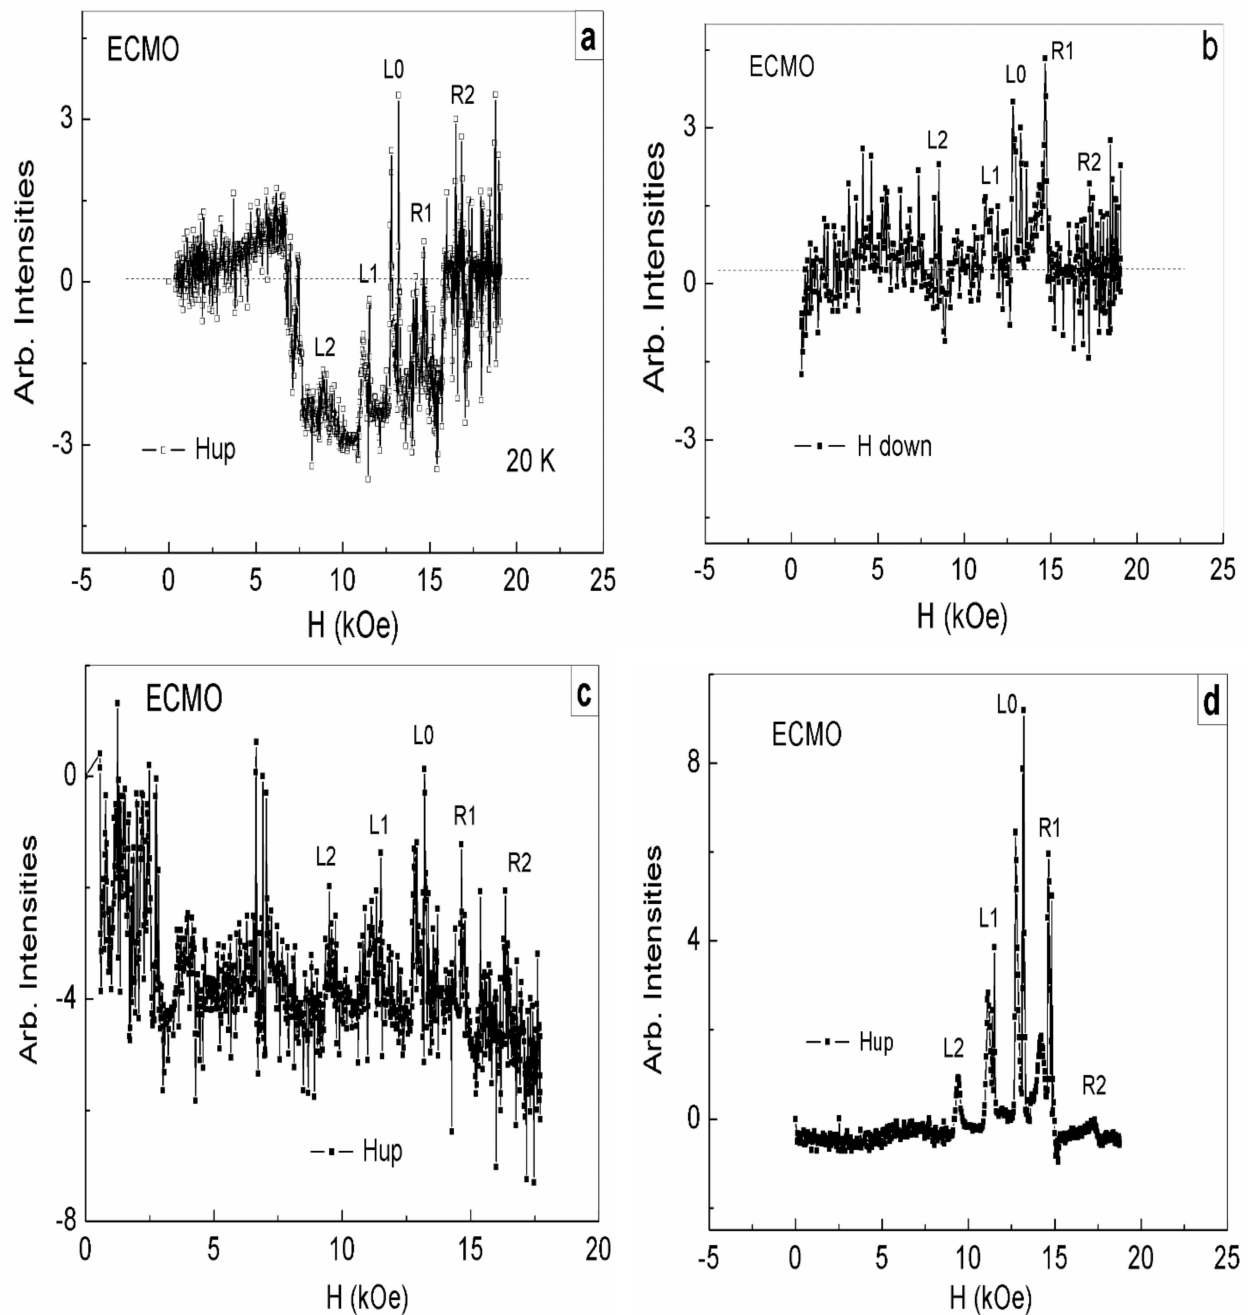 ECMO
a
L0
R2
R1
L1
L2
3
0
-3
Arb. Intensities
Hup
20 K
-5 0 5 10 15 20 25
H (kOe)
b
ECMO
R1
L0
L2
L1
R2
3
0
-3
Arb. Intensities
H down
-5 0 5 10 15 20 25
H (kOe)
c
ECMO
L0
L1
R1
L2
R2
0
-4
-8
Arb. Intensities
Hup
0 5 10 15 20
H (kOe)
d
ECMO
L0
R1
L1
L2
R2
8
4
0
Arb. Intensities
Hup
-5 0 5 10 15 20 25
H (kOe)